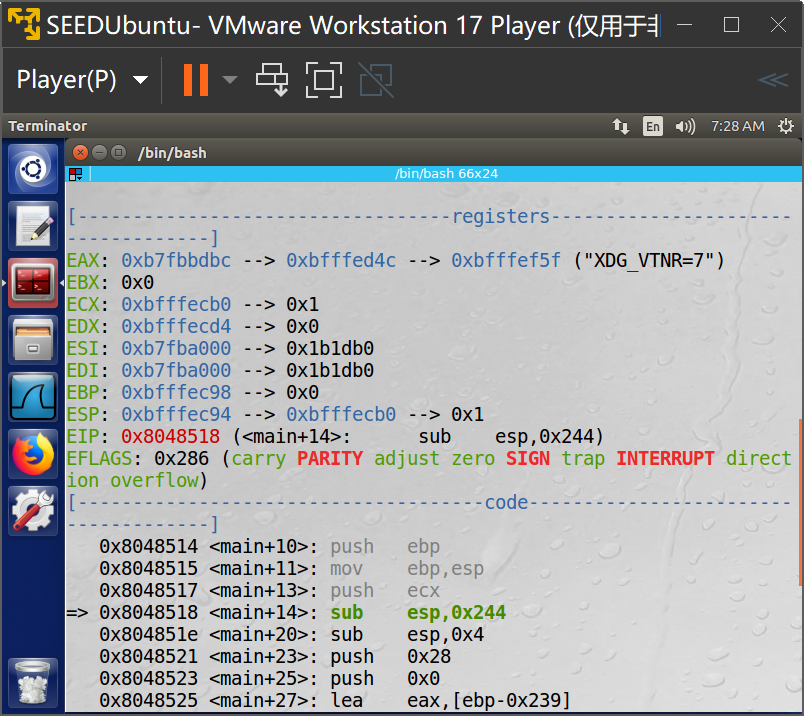 SEEDUbuntu- VMware Workstation 17 Player (仅用于非
Player(P)
Terminator En 7:28 AM
/bin/bash
/bin/bash 66x24
[----------------------------------registers----------------------
-------------]
EAX: 0xb7fbbdbc --> 0xbfffed4c --> 0xbfffef5f ("XDG_VTNR=7")
EBX: 0x0
ECX: 0xbfffecb0 --> 0x1
EDX: 0xbfffecd4 --> 0x0
ESI: 0xb7fba000 --> 0x1b1db0
EDI: 0xb7fba000 --> 0x1b1db0
EBP: 0xbfffec98 --> 0x0
ESP: 0xbfffec94 --> 0xbfffecb0 --> 0x1
EIP: 0x8048518 (<main+14>:      sub    esp,0x244)
EFLAGS: 0x286 (carry PARITY adjust zero SIGN trap INTERRUPT direct
ion overflow)
[-------------------------------------code------------------------
-------------]
   0x8048514 <main+10>: push   ebp
   0x8048515 <main+11>: mov    ebp,esp
   0x8048517 <main+13>: push   ecx
=> 0x8048518 <main+14>: sub    esp,0x244
   0x804851e <main+20>: sub    esp,0x4
   0x8048521 <main+23>: push   0x28
   0x8048523 <main+25>: push   0x0
   0x8048525 <main+27>: lea    eax,[ebp-0x239]